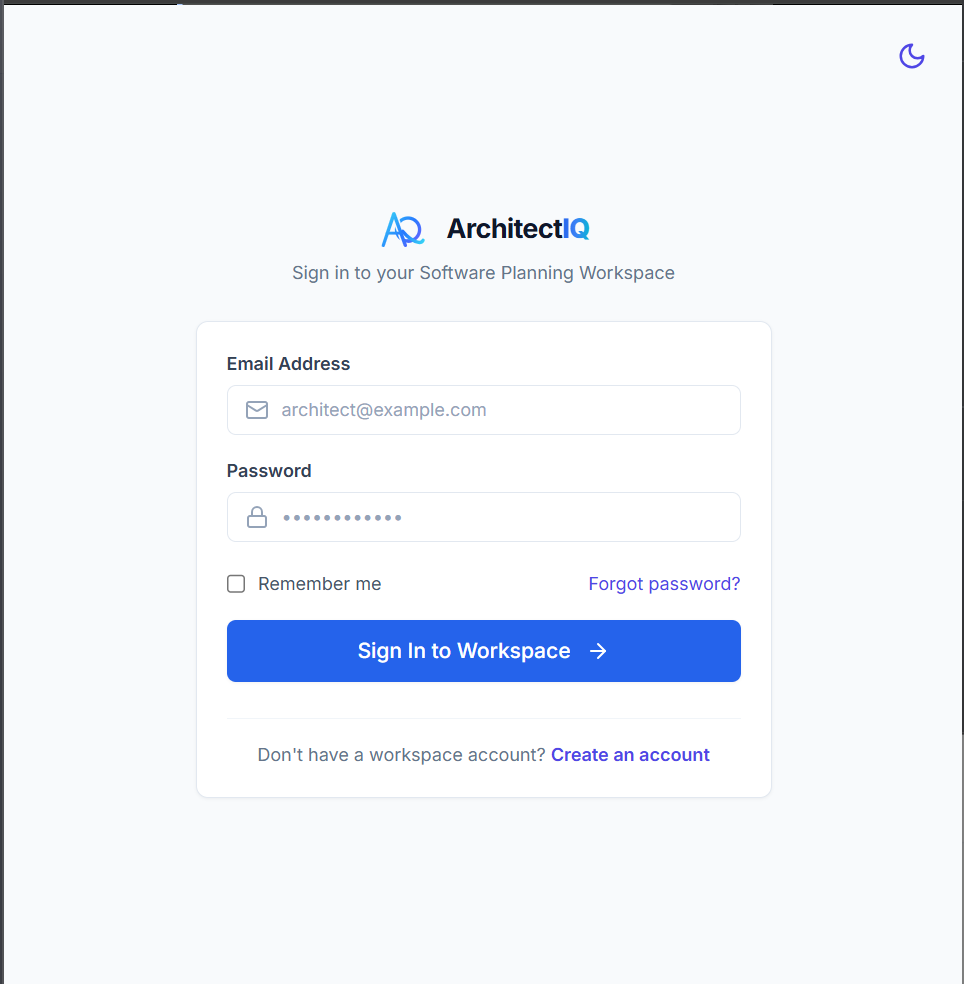 ArchitectIQ
Sign in to your Software Planning Workspace
Email Address
architect@example.com
Password
••••••••••••
Remember me
Forgot password?
Sign In to Workspace →
Don't have a workspace account? Create an account